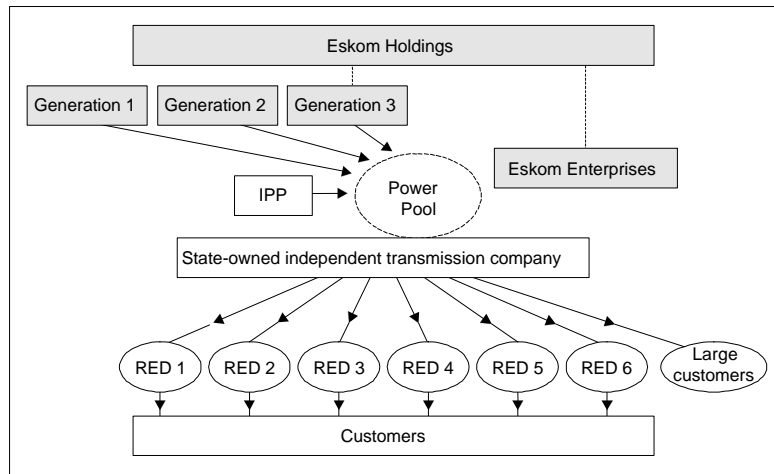 Eskom Holdings
Generation 1
Generation 2
Generation 3
Eskom Enterprises
IPP
Power
Pool
State-owned independent transmission company
RED 1
RED 2
RED 3
RED 4
RED 5
RED 6
Large
customers
Customers